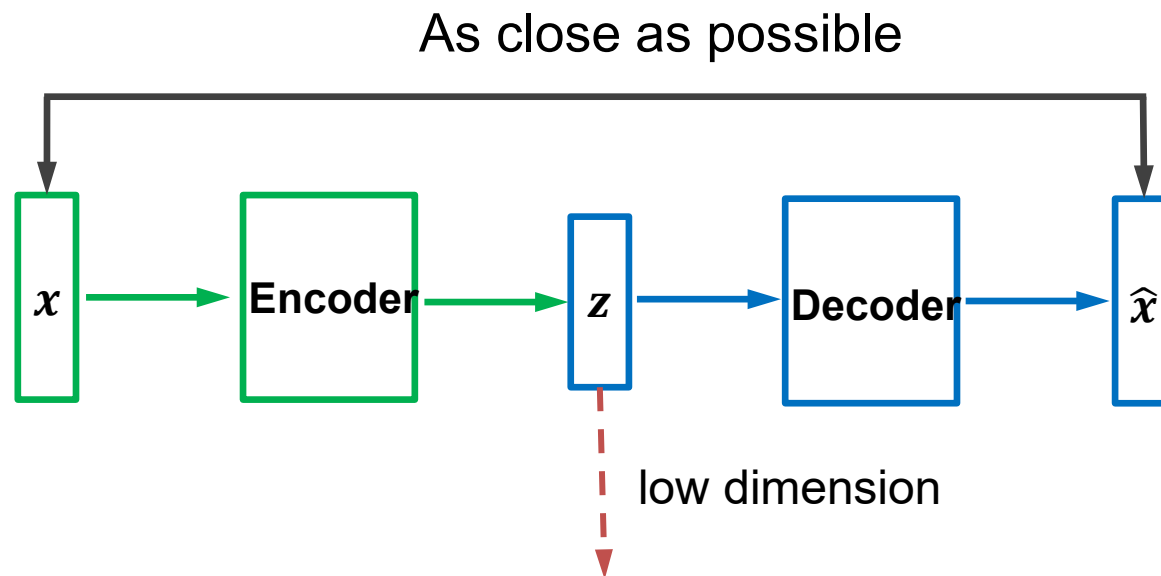 As close as possible
x
Encoder
z
Decoder
x̂
low dimension